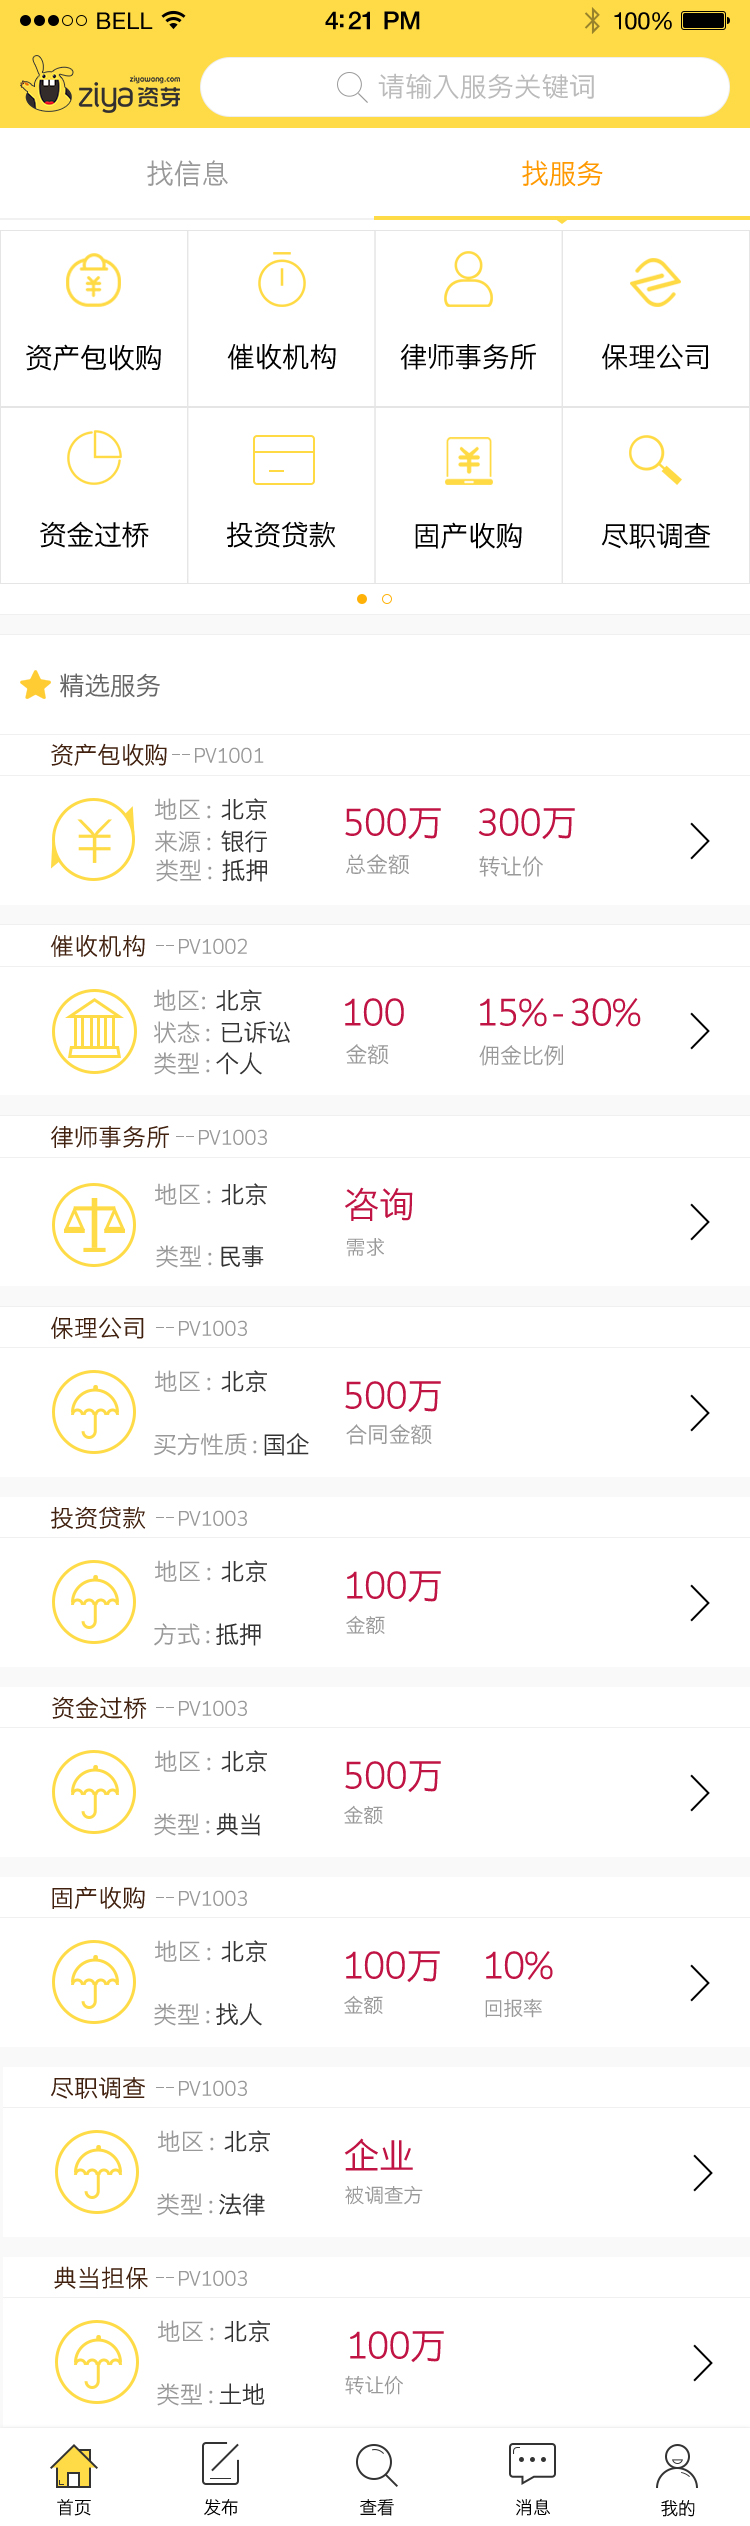 BELL 4:21 PM 100%
ziyawang.com
ziya资芽 请输入服务关键词
找信息 找服务
资产包收购 催收机构 律师事务所 保理公司
资金过桥 投资贷款 固产收购 尽职调查
精选服务
资产包收购 --PV1001
地区：北京
来源：银行
类型：抵押
500万 300万
总金额 转让价
催收机构 --PV1002
地区：北京
状态：已诉讼
类型：个人
100 15%-30%
金额 佣金比例
律师事务所 --PV1003
地区：北京
类型：民事
咨询
需求
保理公司 --PV1003
地区：北京
买方性质：国企
500万
合同金额
投资贷款 --PV1003
地区：北京
方式：抵押
100万
金额
资金过桥 --PV1003
地区：北京
类型：典当
500万
金额
固产收购 --PV1003
地区：北京
类型：找人
100万 10%
金额 回报率
尽职调查 --PV1003
地区：北京
类型：法律
企业
被调查方
典当担保 --PV1003
地区：北京
类型：土地
100万
转让价
首页 发布 查看 消息 我的